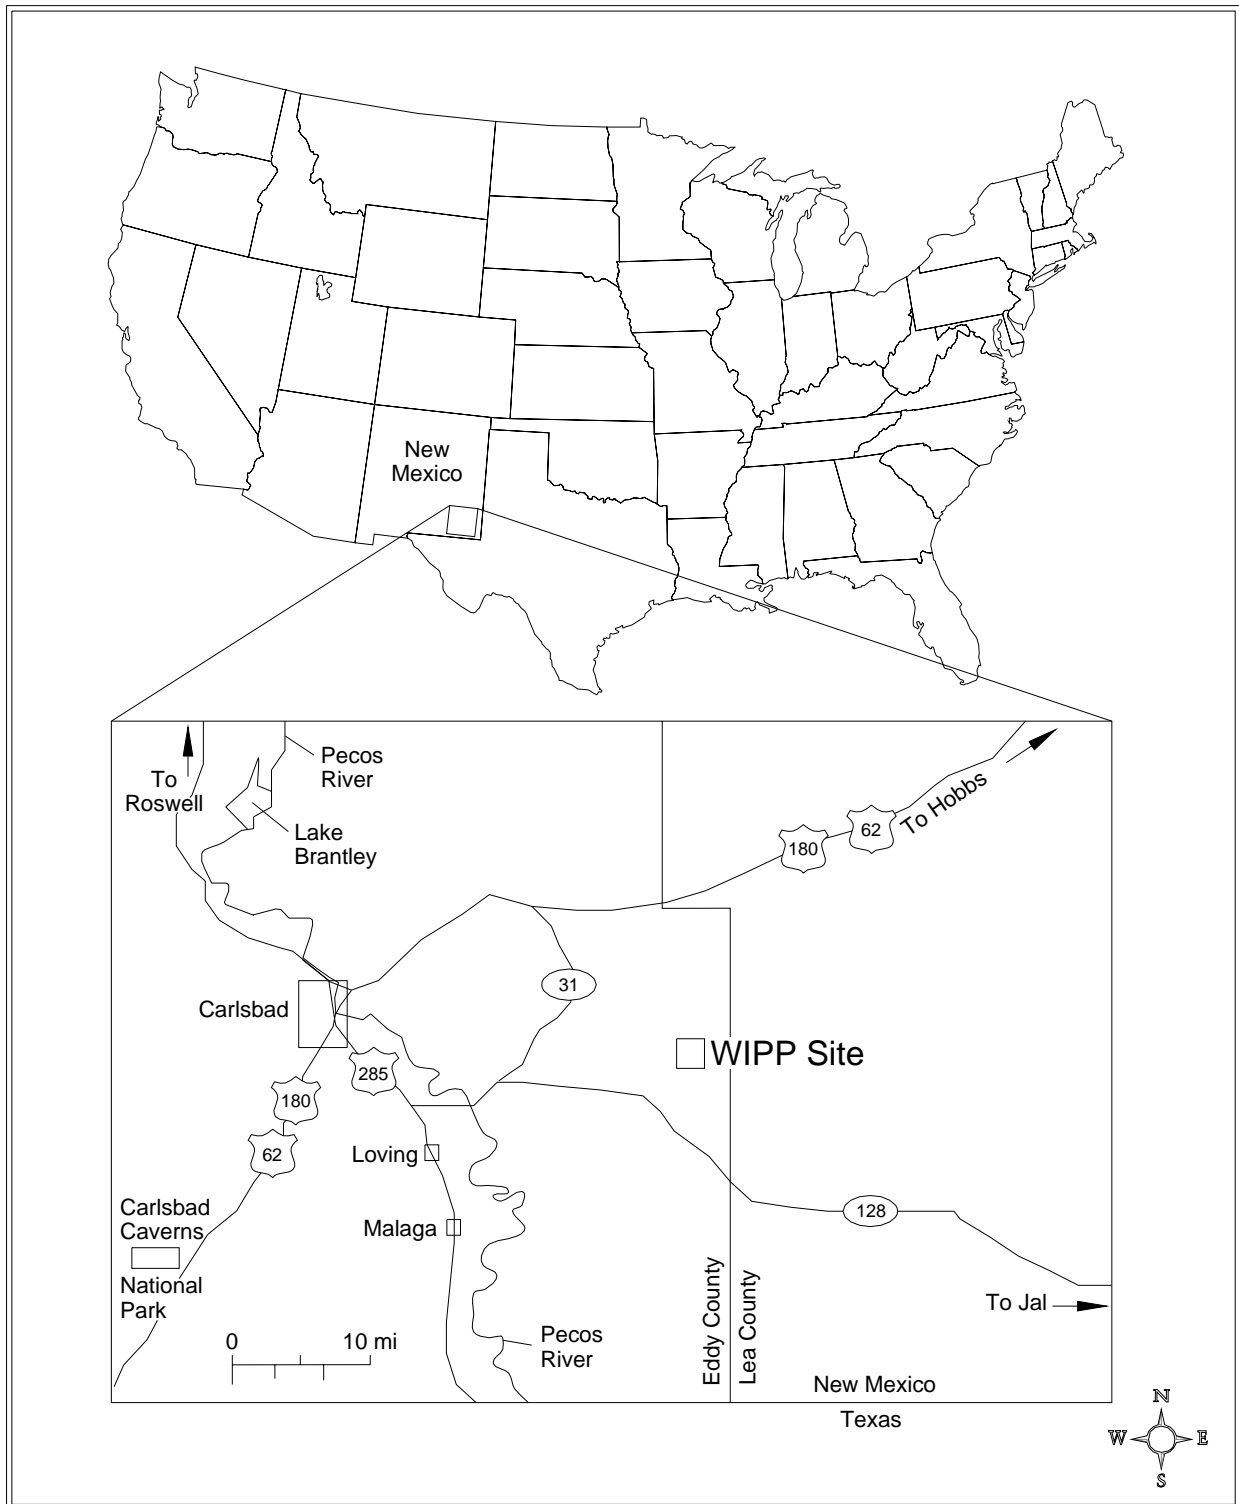 New
Mexico
Pecos
River
To
Roswell
Lake
Brantley
To Hobbs
62
180
31
Carlsbad
WIPP Site
285
180
62
Loving
Carlsbad
Caverns
National
Park
Malaga
128
Eddy County
Lea County
To Jal
0 10 mi
Pecos
River
New Mexico
Texas
N
W E
S